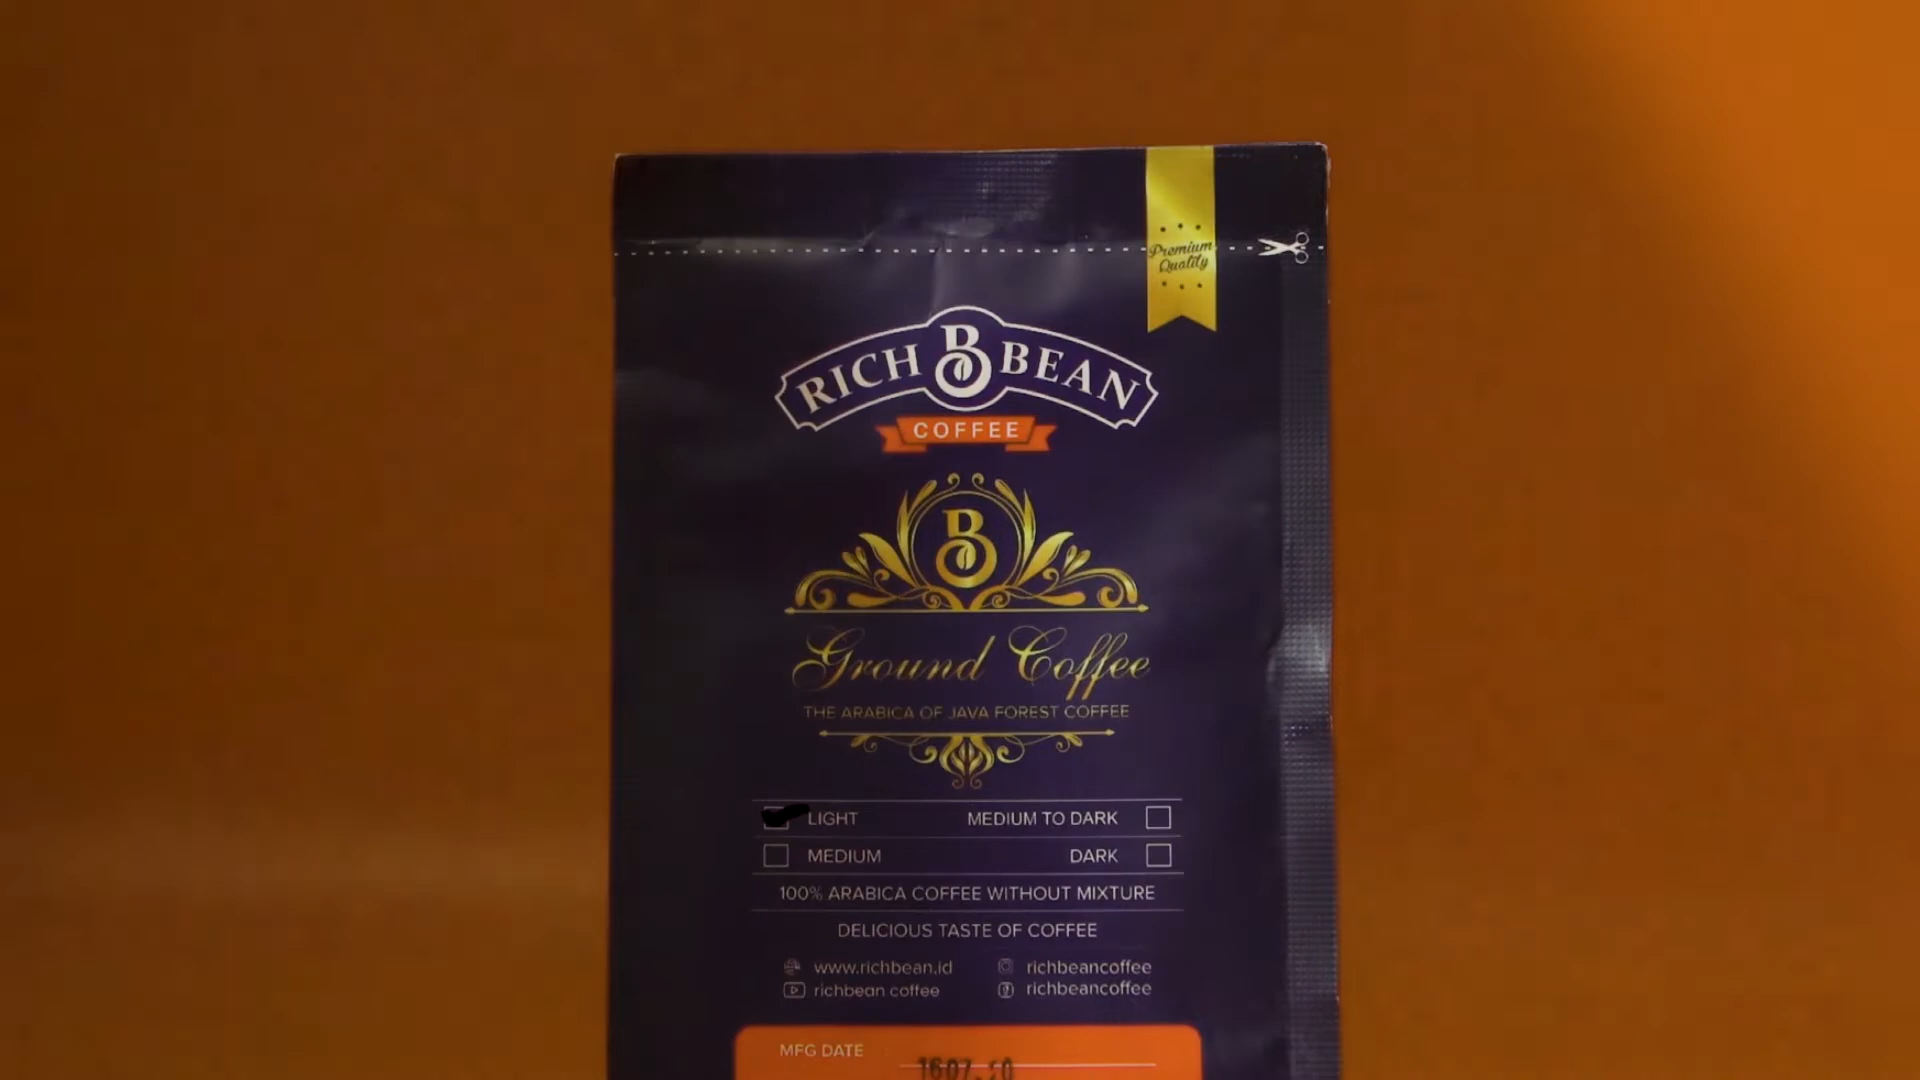 Premium
Quality
RICH B BEAN
COFFEE
B
Ground Coffee
THE ARABICA OF JAVA FOREST COFFEE
LIGHT MEDIUM TO DARK
MEDIUM DARK
100% ARABICA COFFEE WITHOUT MIXTURE
DELICIOUS TASTE OF COFFEE
www.richbean.id richbeancoffee
richbean coffee richbeancoffee
MFG DATE :